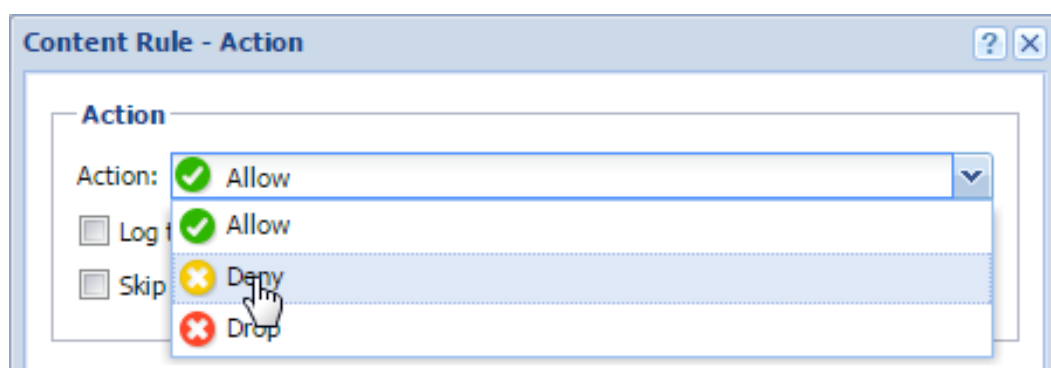 Content Rule - Action
Action
Action: Allow
Log
Allow
Skip
Deny
Drop